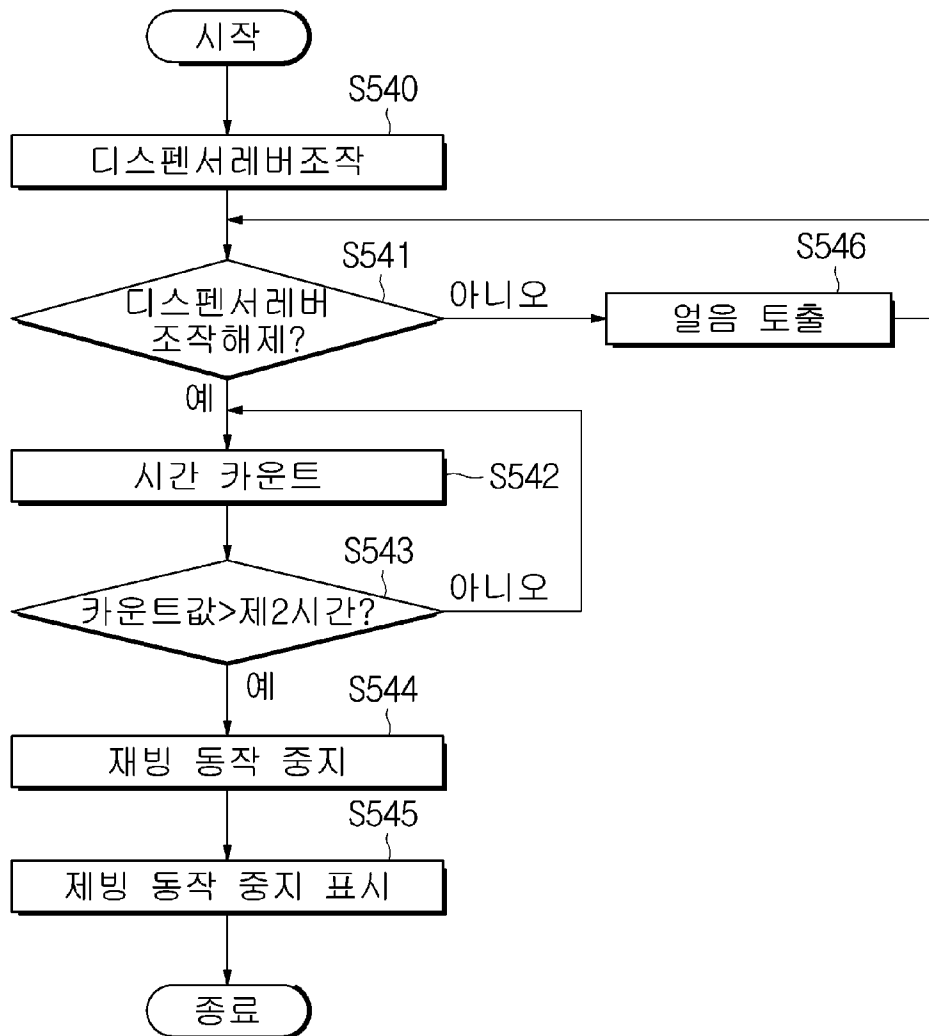 시작
S540
디스펜서레버조작
S541
디스펜서레버
조작해제?
아니오
S546
얼음 토출
예
시간 카운트
S542
S543
카운트값>제2시간?
아니오
예
S544
재빙 동작 중지
S545
제빙 동작 중지 표시
종료